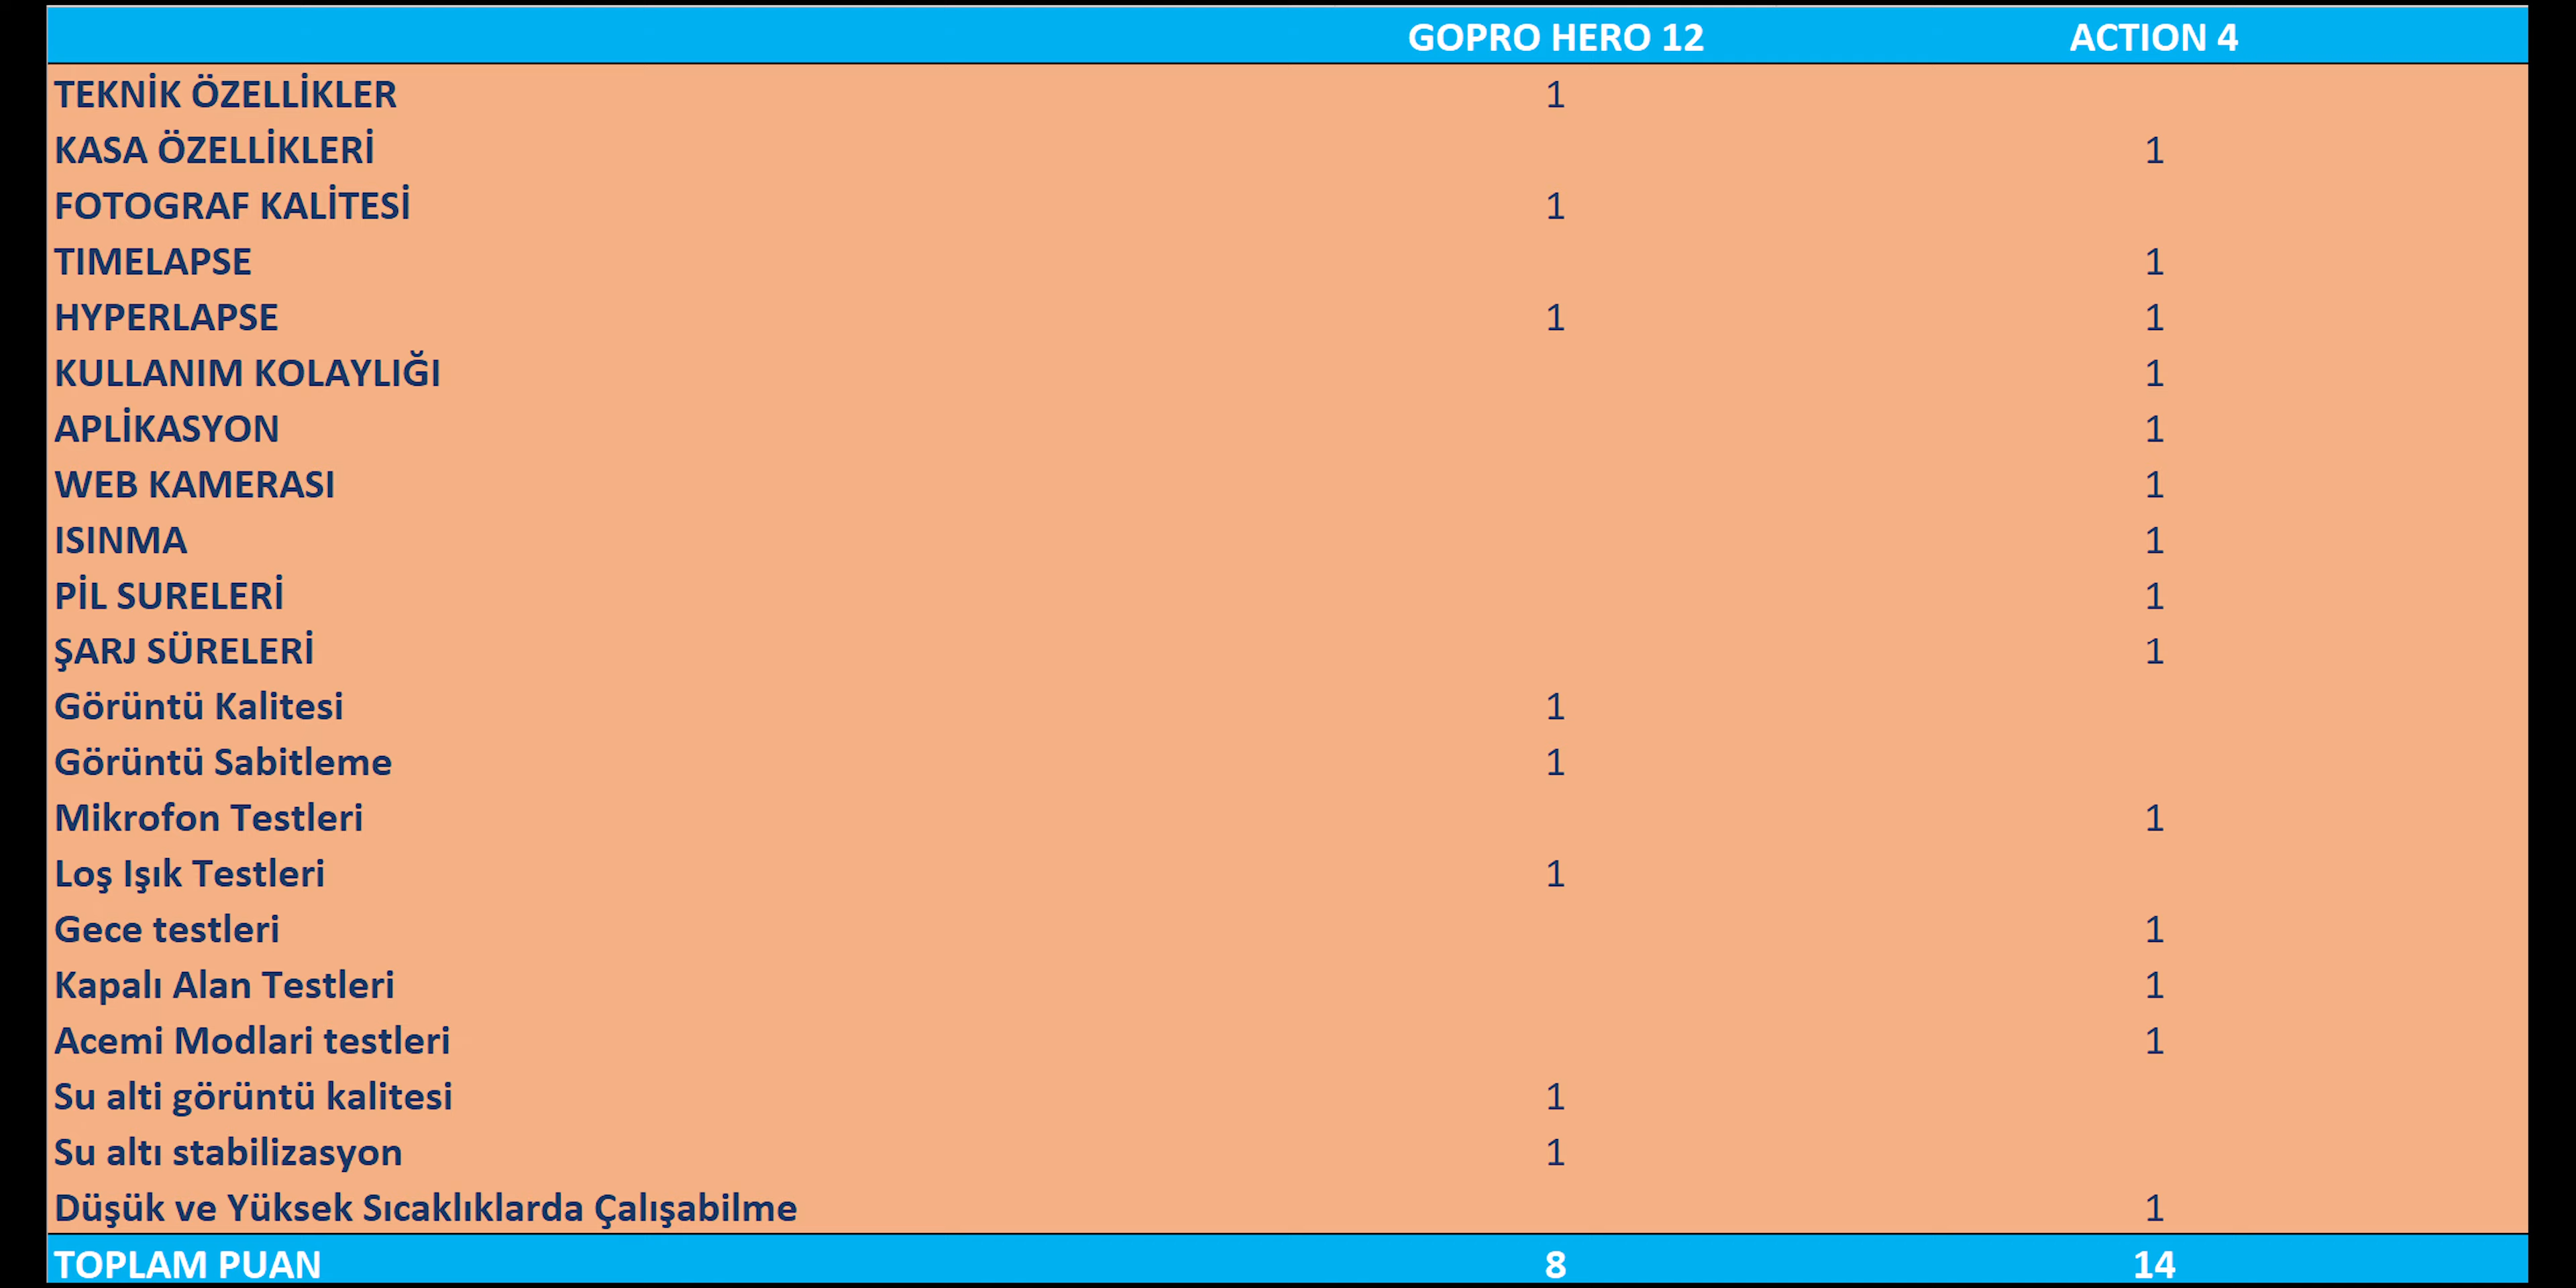 GOPRO HERO 12 ACTION 4
TEKNİK ÖZELLİKLER 1
KASA ÖZELLİKLERİ 1
FOTOGRAF KALİTESİ 1
TIMELAPSE 1
HYPERLAPSE 1 1
KULLANIM KOLAYLIĞI 1
APLİKASYON 1
WEB KAMERASI 1
ISINMA 1
PİL SURELERİ 1
ŞARJ SÜRELERİ 1
Görüntü Kalitesi 1
Görüntü Sabitleme 1
Mikrofon Testleri 1
Loş Işık Testleri 1
Gece testleri 1
Kapalı Alan Testleri 1
Acemi Modlari testleri 1
Su alti görüntü kalitesi 1
Su altı stabilizasyon 1
Düşük ve Yüksek Sıcaklıklarda Çalışabilme 1
TOPLAM PUAN 8 14